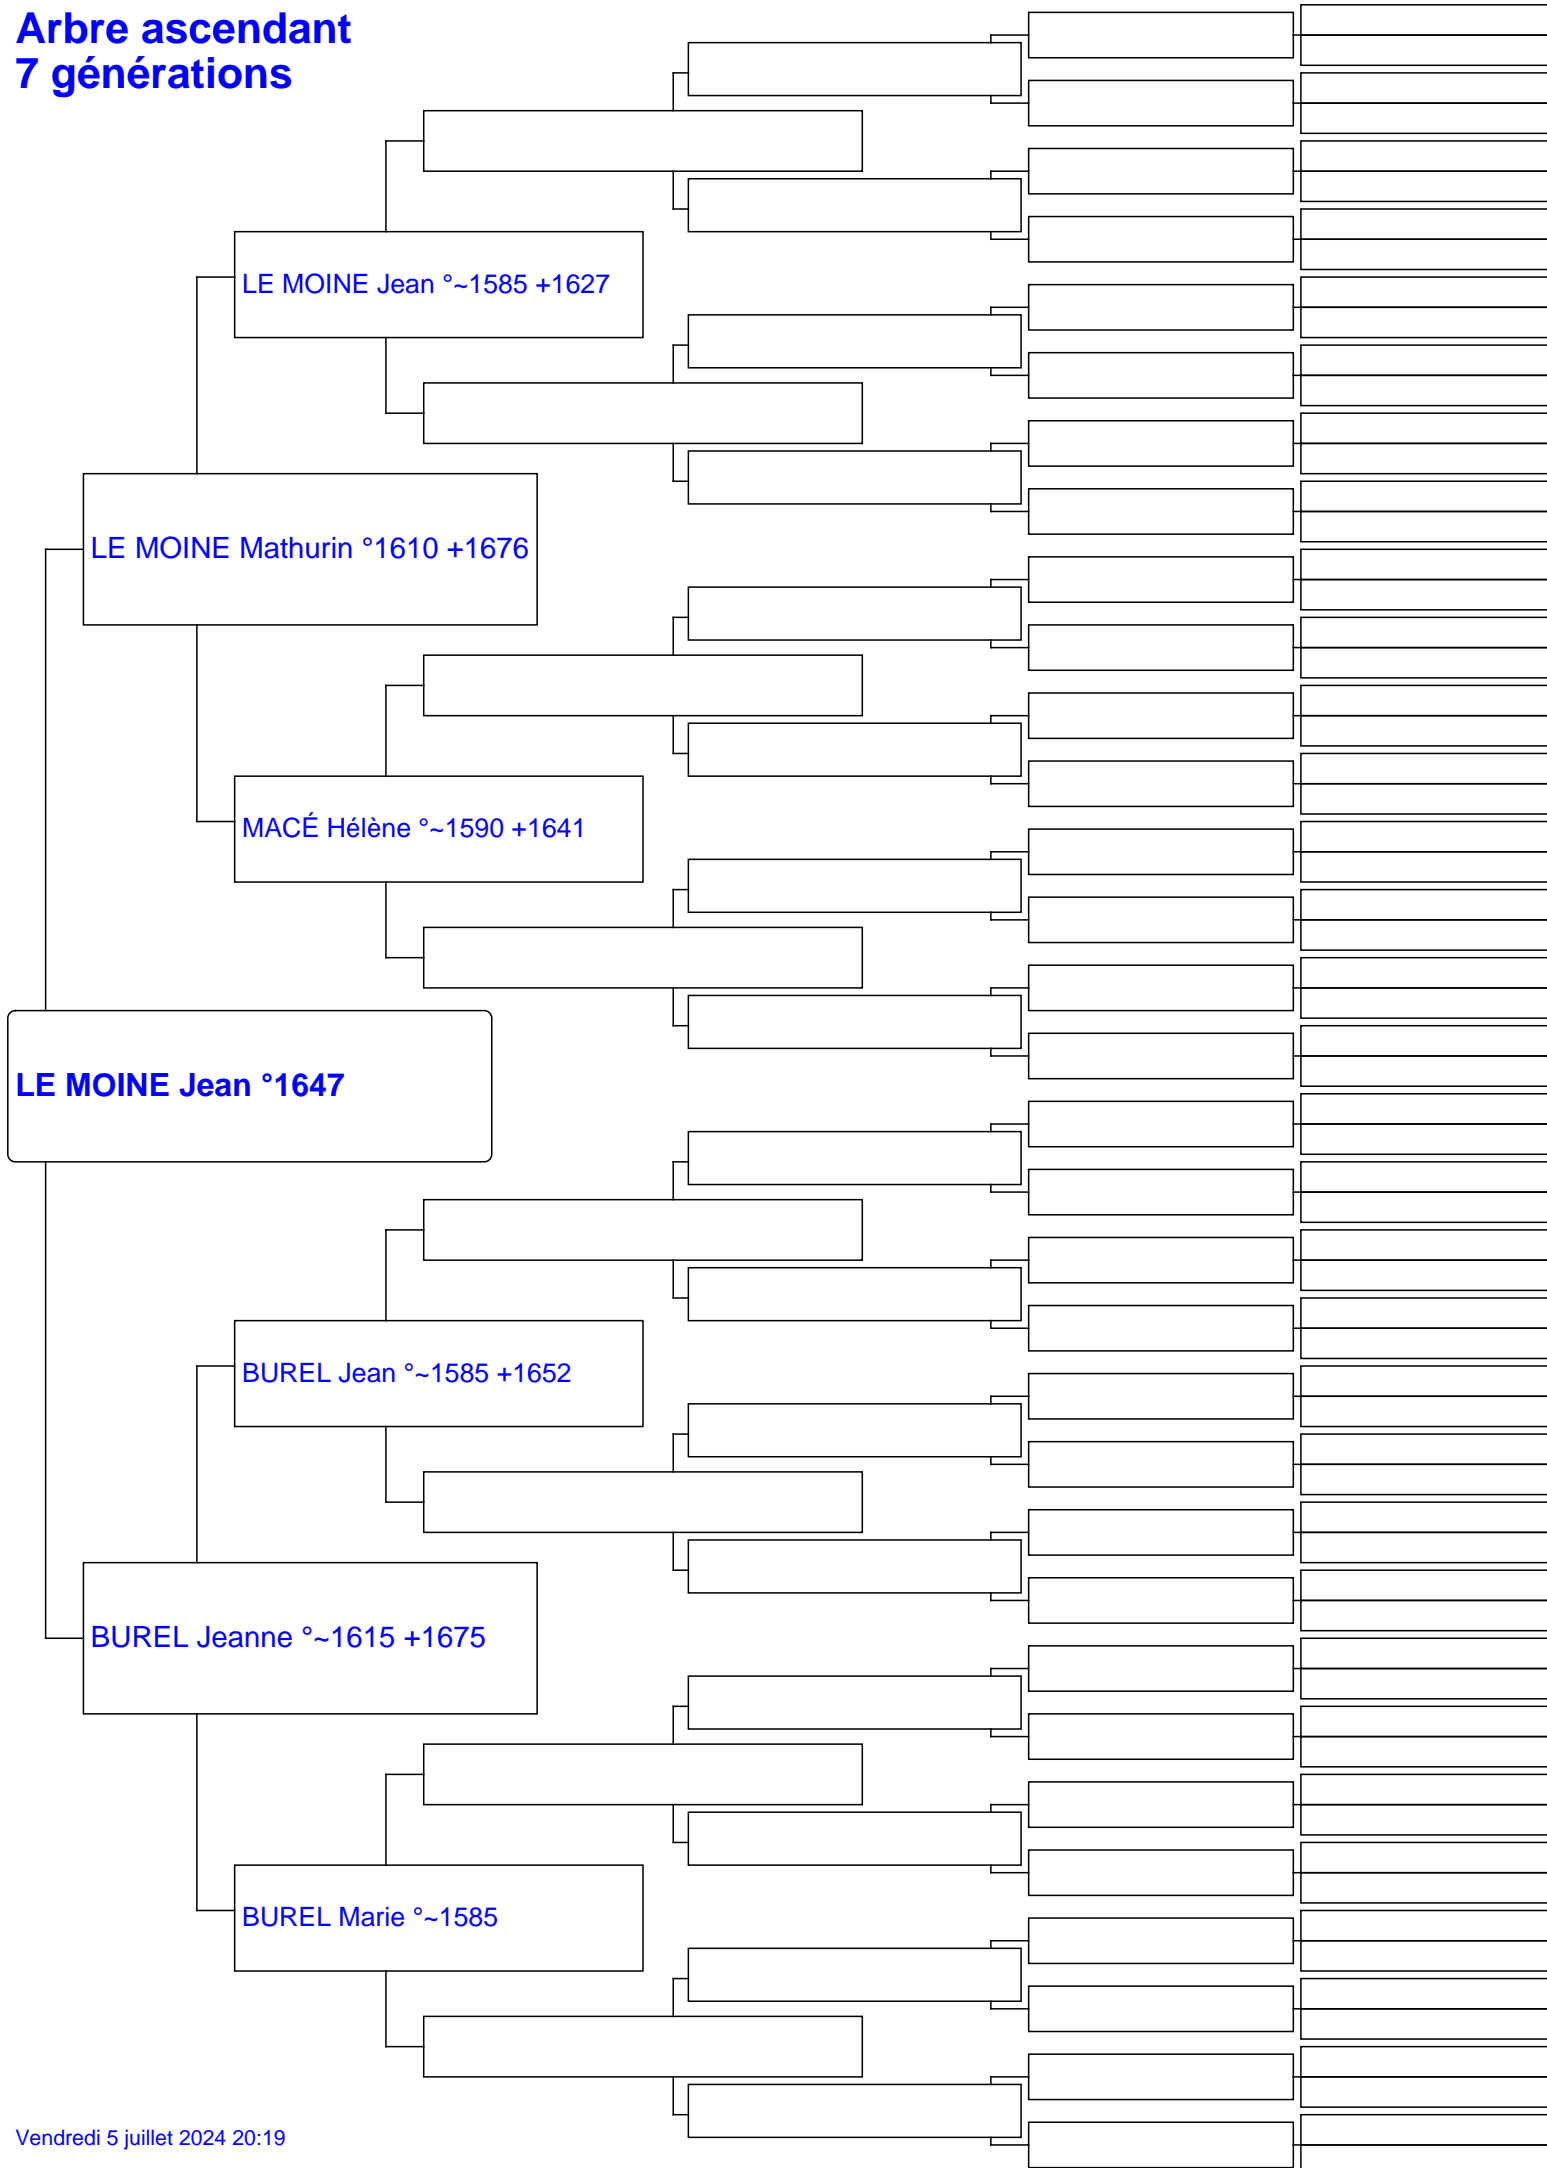 Arbre ascendant
7 générations
LE MOINE Jean °~1585 +1627
LE MOINE Mathurin °1610 +1676
MACÉ Hélène °~1590 +1641
LE MOINE Jean °1647
BUREL Jean °~1585 +1652
BUREL Jeanne °~1615 +1675
BUREL Marie °~1585
Vendredi 5 juillet 2024 20:19